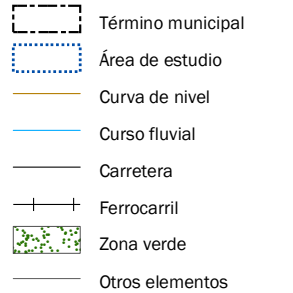 Término municipal
Área de estudio
Curva de nivel
Curso fluvial
Carretera
Ferrocarril
Zona verde
Otros elementos